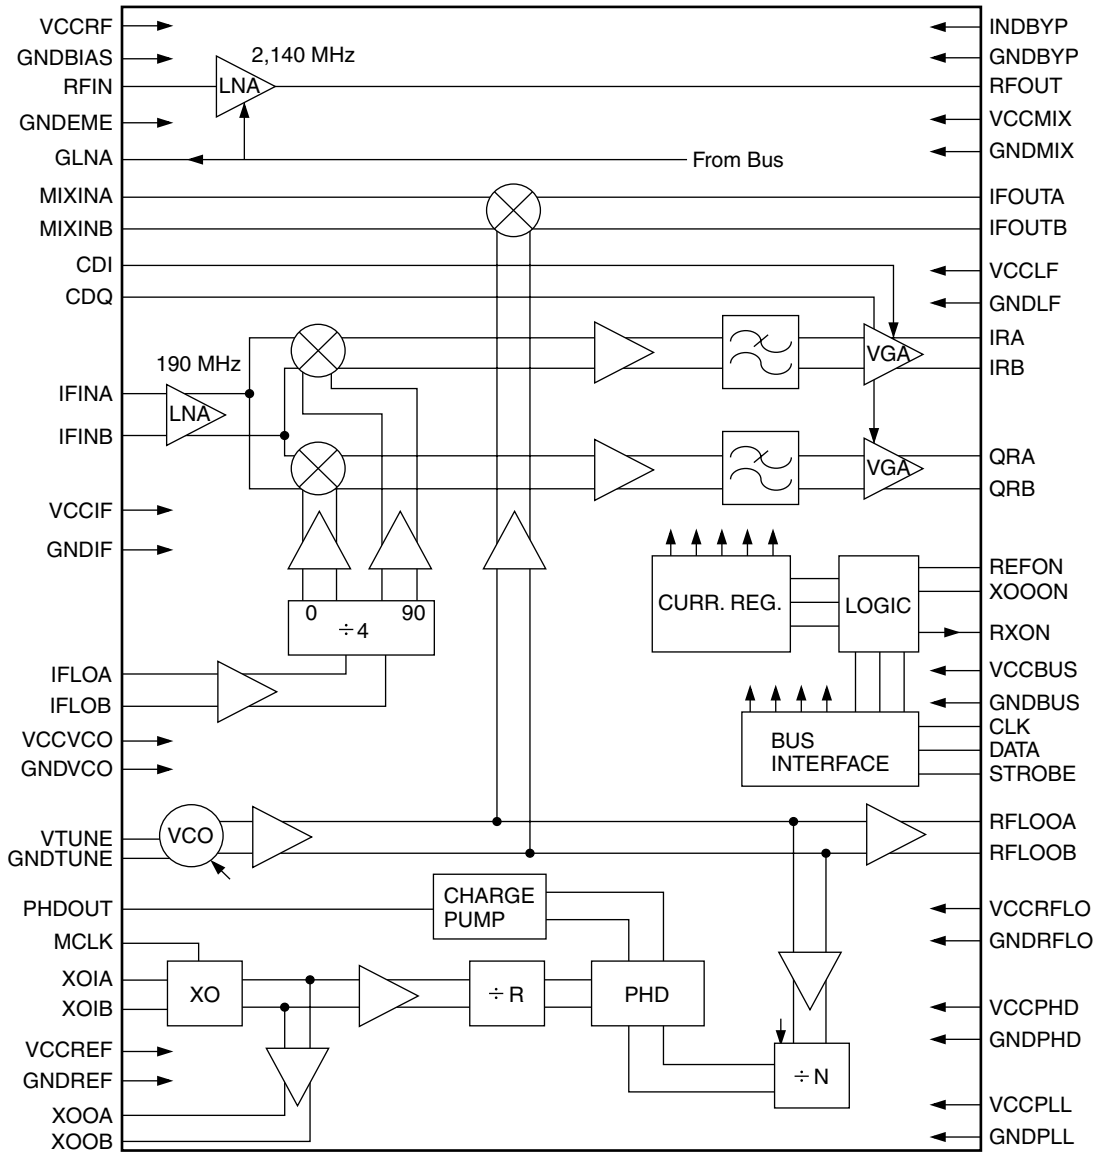 VCCRF
GNDBIAS
RFIN
GNDEME
GLNA
MIXINA
MIXINB
CDI
CDQ
IFINA
IFINB
VCCIF
GNDIF
IFLOA
IFLOB
VCCVCO
GNDVCO
VTUNE
GNDTUNE
PHDOUT
MCLK
XOIA
XOIB
VCCREF
GNDREF
XOOA
XOOB
2,140 MHz
LNA
From Bus
190 MHz
LNA
VGA
VGA
0 90
÷4
CURR. REG.
LOGIC
BUS
INTERFACE
VCO
CHARGE
PUMP
XO
÷R
PHD
÷N
INDBYP
GNDBYP
RFOUT
VCCMIX
GNDMIX
IFOUTA
IFOUTB
VCCLF
GNDLF
IRA
IRB
QRA
QRB
REFON
XOOON
RXON
VCCBUS
GNDBUS
CLK
DATA
STROBE
RFLOOA
RFLOOB
VCCRFLO
GNDRFLO
VCCPHD
GNDPHD
VCCPLL
GNDPLL